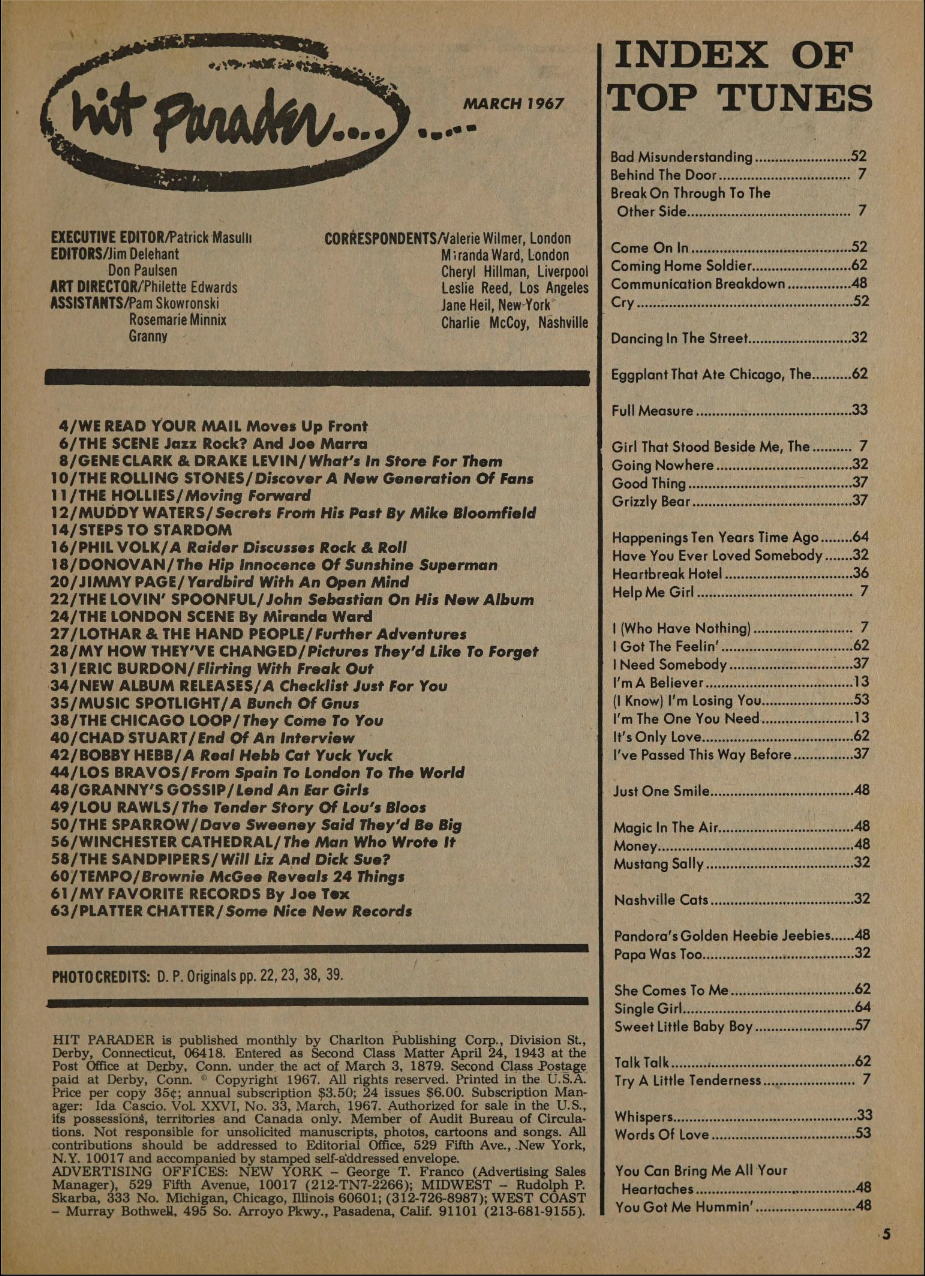 hit Parader....
MARCH 1967
EXECUTIVE EDITOR/Patrick Masulli
EDITORS/Jim Delehant
Don Paulsen
ART DIRECTOR/Philette Edwards
ASSISTANTS/Pam Skowronski
Rosemarie Minnix
Granny
CORRESPONDENTS/Valerie Wilmer, London
Miranda Ward, London
Cheryl Hillman, Liverpool
Leslie Reed, Los Angeles
Jane Heil, New York
Charlie McCoy, Nashville
4/WE READ YOUR MAIL Moves Up Front
6/THE SCENE Jazz Rock? And Joe Marra
8/GENE CLARK & DRAKE LEVIN/What's In Store For Them
10/THE ROLLING STONES/Discover A New Generation Of Fans
11/THE HOLLIES/Moving Forward
12/MUDDY WATERS/Secrets From His Past By Mike Bloomfield
14/STEPS TO STARDOM
16/PHIL VOLK/A Raider Discusses Rock & Roll
18/DONOVAN/The Hip Innocence Of Sunshine Superman
20/JIMMY PAGE/Yardbird With An Open Mind
22/THE LOVIN' SPOONFUL/John Sebastian On His New Album
24/THE LONDON SCENE By Miranda Ward
27/LOTHAR & THE HAND PEOPLE/Further Adventures
28/MY HOW THEY'VE CHANGED/Pictures They'd Like To Forget
31/ERIC BURDON/Flirting With Freak Out
34/NEW ALBUM RELEASES/A Checklist Just For You
35/MUSIC SPOTLIGHT/A Bunch Of Gnus
38/THE CHICAGO LOOP/They Come To You
40/CHAD STUART/End Of An Interview
42/BOBBY HEBB/A Real Hebb Cat Yuck Yuck
44/LOS BRAVOS/From Spain To London To The World
48/GRANNY'S GOSSIP/Lend An Ear Girls
49/LOU RAWLS/The Tender Story Of Lou's Bloos
50/THE SPARROW/Dave Sweeney Said They'd Be Big
56/WINCHESTER CATHEDRAL/The Man Who Wrote It
58/THE SANDPIPERS/Will Liz And Dick Sue?
60/TEMPO/Brownie McGee Reveals 24 Things
61/MY FAVORITE RECORDS By Joe Tex
63/PLATTER CHATTER/Some Nice New Records
PHOTO CREDITS: D. P. Originals pp. 22, 23, 38, 39.
HIT PARADER is published monthly by Charlton Publishing Corp., Division St.,
Derby, Connecticut, 06418. Entered as Second Class Matter April 24, 1943 at the
Post Office at Derby, Conn. under the act of March 3, 1879. Second Class Postage
paid at Derby, Conn. © Copyright 1967. All rights reserved. Printed in the U.S.A.
Price per copy 35¢; annual subscription $3.50; 24 issues $6.00. Subscription Man-
ager: Ida Cascio. Vol. XXVI, No. 33, March, 1967. Authorized for sale in the U.S.,
its possessions, territories and Canada only. Member of Audit Bureau of Circula-
tions. Not responsible for unsolicited manuscripts, photos, cartoons and songs. All
contributions should be addressed to Editorial Office, 529 Fifth Ave., New York,
N.Y. 10017 and accompanied by stamped self-addressed envelope.
ADVERTISING OFFICES: NEW YORK – George T. Franco (Advertising Sales
Manager), 529 Fifth Avenue, 10017 (212-TN7-2266); MIDWEST – Rudolph P.
Skarba, 333 No. Michigan, Chicago, Illinois 60601; (312-726-8987); WEST COAST
– Murray Bothwell, 495 So. Arroyo Pkwy., Pasadena, Calif. 91101 (213-681-9155).
INDEX OF
TOP TUNES
Bad Misunderstanding........................52
Behind The Door................................. 7
Break On Through To The
Other Side......................................... 7
Come On In........................................52
Coming Home Soldier.........................62
Communication Breakdown................48
Cry......................................................52
Dancing In The Street..........................32
Eggplant That Ate Chicago, The..........62
Full Measure.......................................33
Girl That Stood Beside Me, The.......... 7
Going Nowhere..................................32
Good Thing.........................................37
Grizzly Bear........................................37
Happenings Ten Years Time Ago........64
Have You Ever Loved Somebody.......32
Heartbreak Hotel................................36
Help Me Girl....................................... 7
I (Who Have Nothing)......................... 7
I Got The Feelin'.................................62
I Need Somebody...............................37
I'm A Believer.....................................13
(I Know) I'm Losing You.......................53
I'm The One You Need.......................13
It's Only Love......................................62
I've Passed This Way Before...............37
Just One Smile....................................48
Magic In The Air..................................48
Money.................................................48
Mustang Sally.....................................32
Nashville Cats....................................32
Pandora's Golden Heebie Jeebies......48
Papa Was Too.....................................32
She Comes To Me...............................62
Single Girl...........................................64
Sweet Little Baby Boy.........................57
Talk Talk..............................................62
Try A Little Tenderness....................... 7
Whispers..............................................33
Words Of Love....................................53
You Can Bring Me All Your
Heartaches........................................48
You Got Me Hummin'.........................48
5